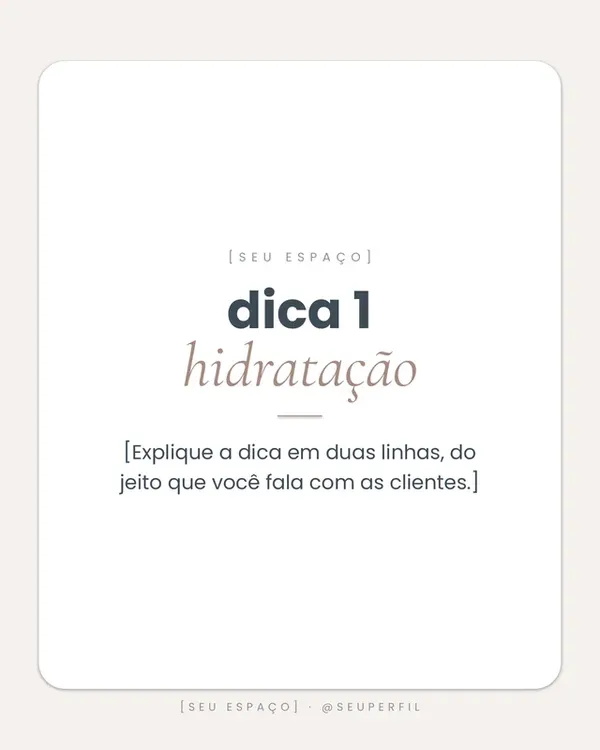 [SEU ESPAÇO]
dica 1
hidratação
[Explique a dica em duas linhas, do
jeito que você fala com as clientes.]
[SEU ESPAÇO] · @SEUPERFIL